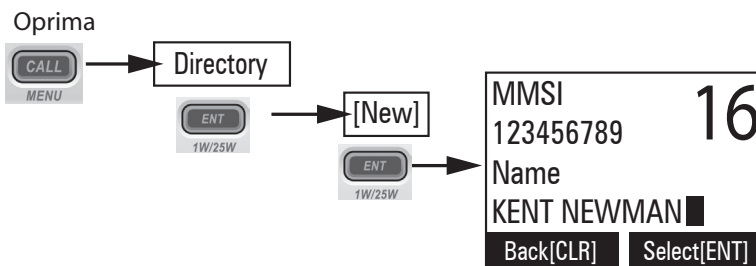 Oprima
CALL
MENU
Directory
ENT
1W/25W
[New]
ENT
1W/25W
MMSI
16
123456789
Name
KENT NEWMAN
Back[CLR] Select[ENT]